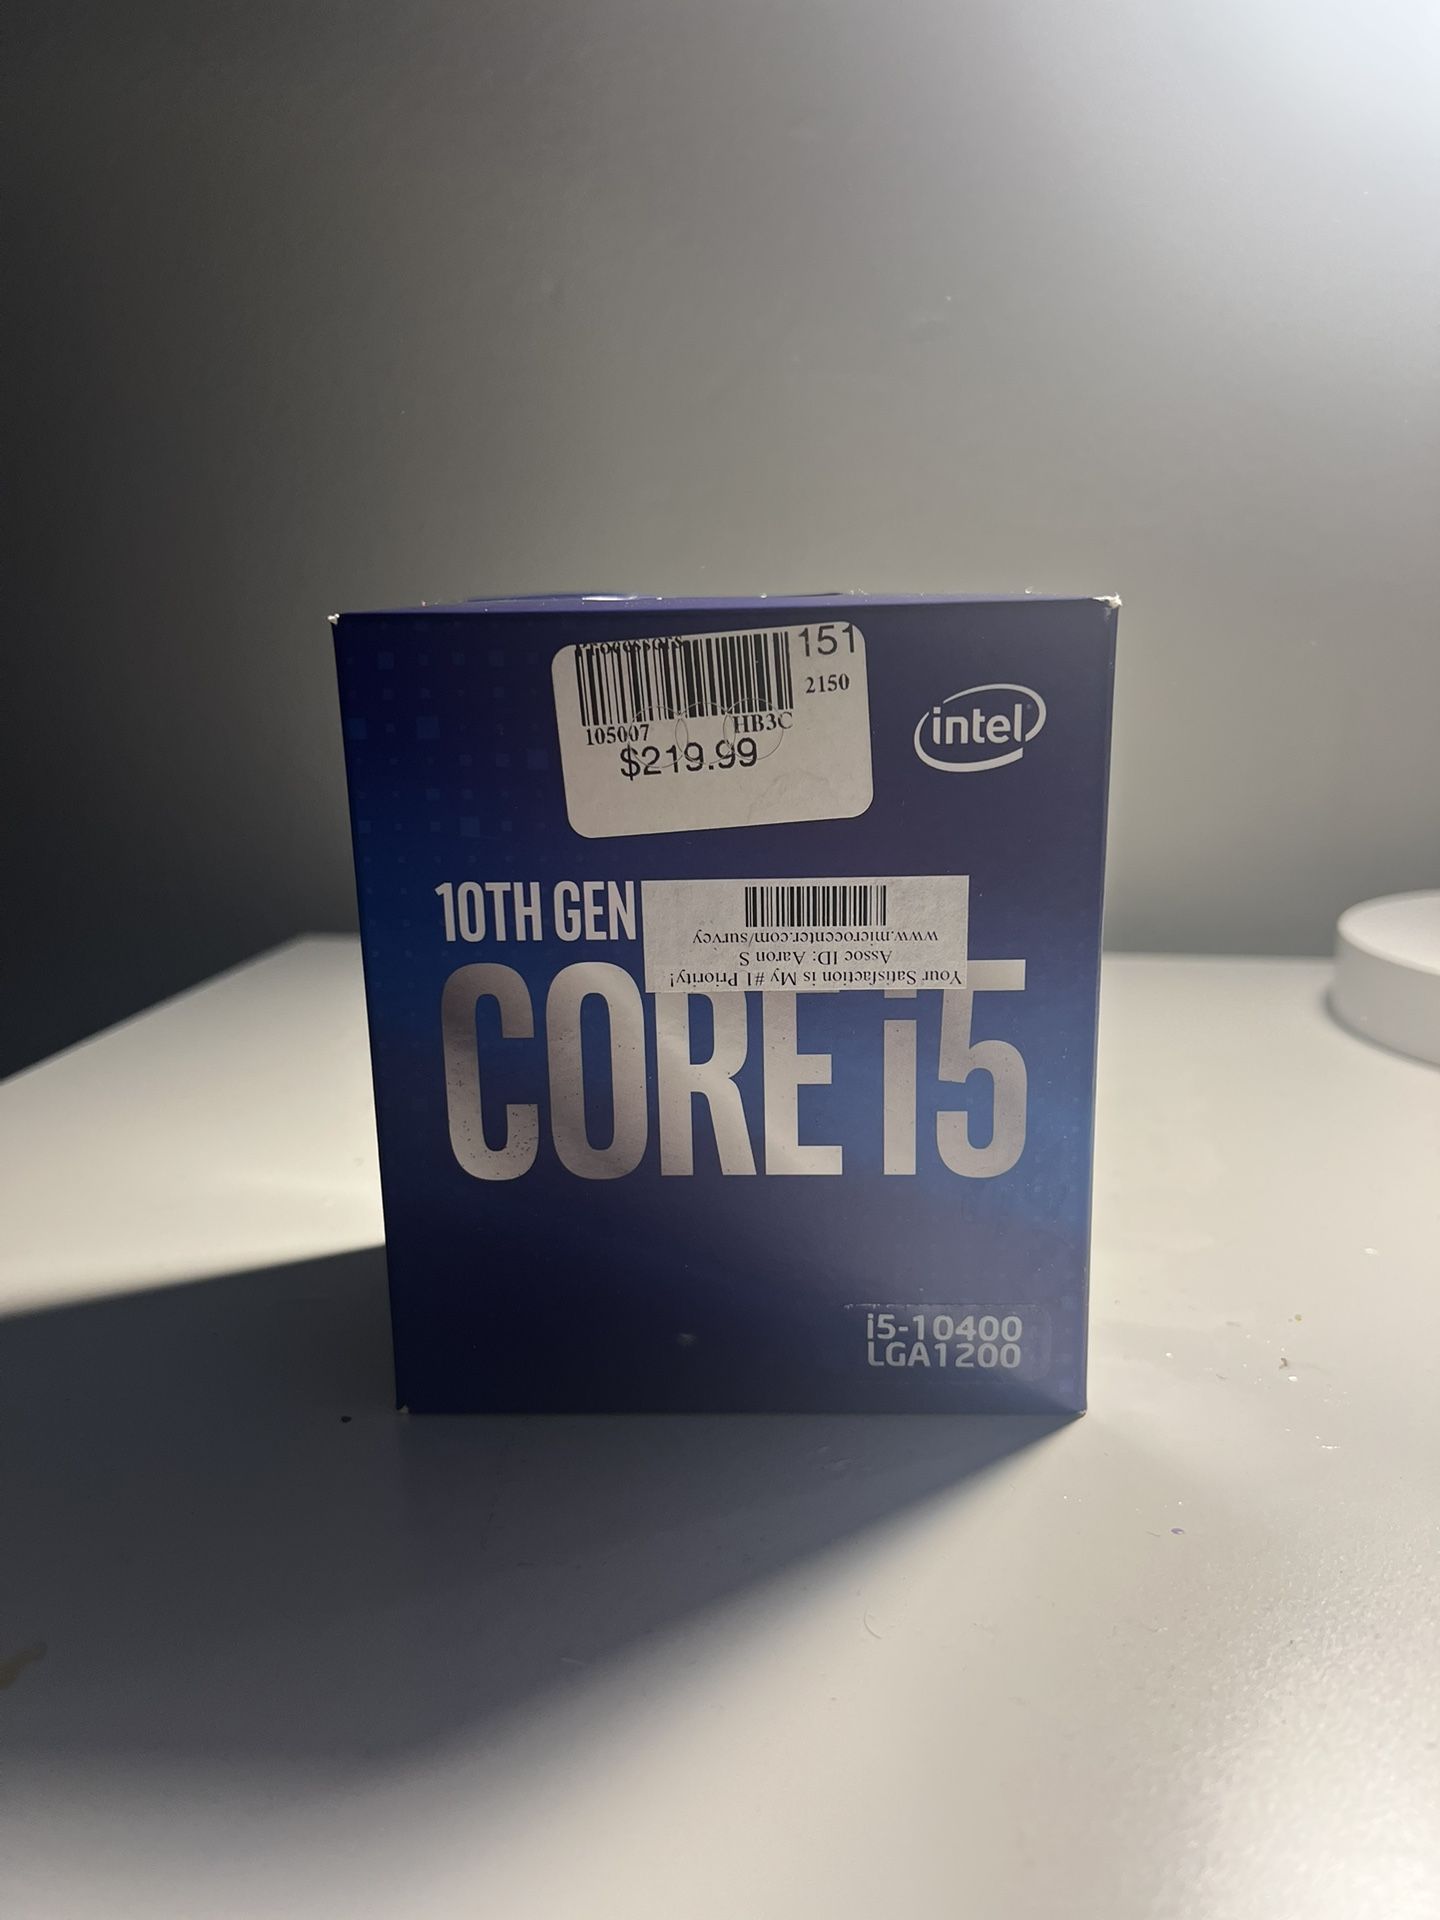 Processors
151
2150
105007 HB3C
$219.99
intel
10TH GEN
Your Satisfaction is My #1 Priority!
Assoc ID: Aaron S
www.microcenter.com/survey
CORE i5
i5-10400
LGA1200